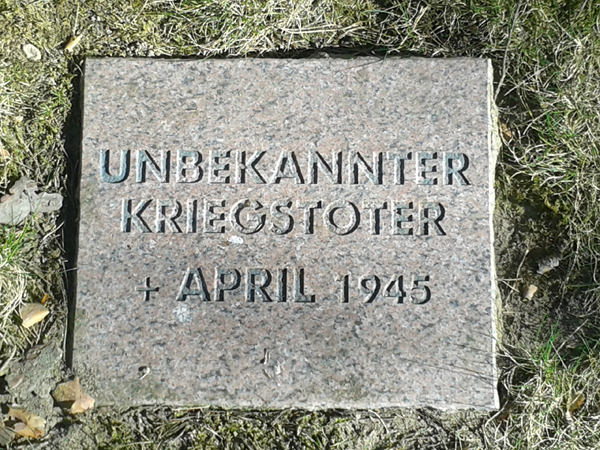 UNBEKANNTER
KRIEGSTOTER
+ APRIL 1945